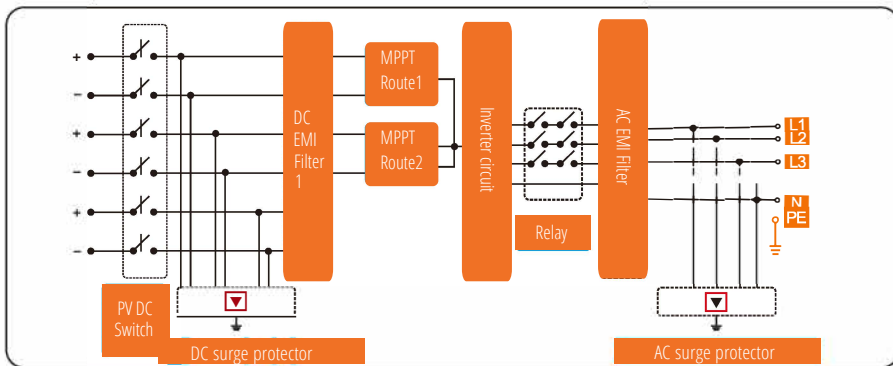 +
−
+
−
+
−
PV DC
Switch
DC surge protector
DC
EMI
Filter
1
MPPT
Route1
MPPT
Route2
Inverter circuit
Relay
AC EMI Filter
L1
L2
L3
N
PE
AC surge protector